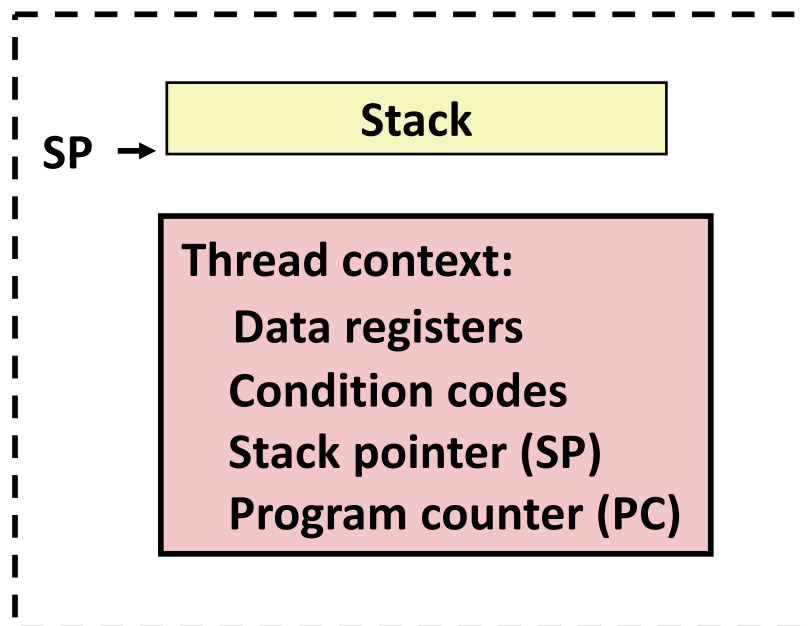 Stack
SP
Thread context:
Data registers
Condition codes
Stack pointer (SP)
Program counter (PC)